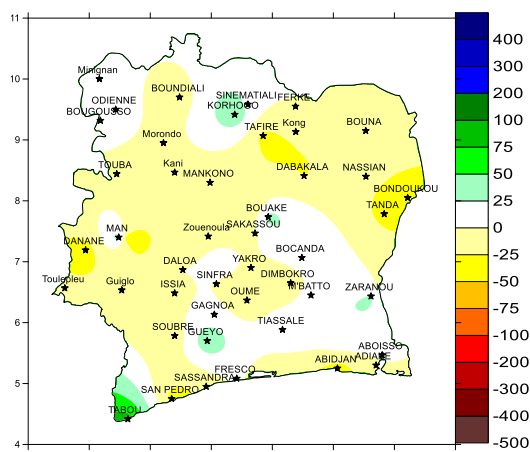 11
10
9
8
7
6
5
4
Minignan
ODIENNE
BOUGOUSSO
BOUNDIALI
SINEMATIALI
FERKE
KORHOGO
TAFIRE
Kong
BOUNA
Morondo
TOUBA
Kani
MANKONO
DABAKALA
NASSIAN
BONDOUKOU
TANDA
BOUAKE
MAN
Zouenoula
SAKASSOU
DANANE
BOCANDA
DALOA
YAKRO
Toulepleu
Guiglo
ISSIA
SINFRA
DIMBOKRO
M'BATTO
ZARANOU
OUME
GAGNOA
TIASSALE
SOUBRE
GUEYO
ABOISSO
ADIAKE
ABIDJAN
FRESCO
SASSANDRA
SAN PEDRO
TABOU
400
300
200
100
75
50
25
0
-25
-50
-75
-100
-200
-300
-400
-500